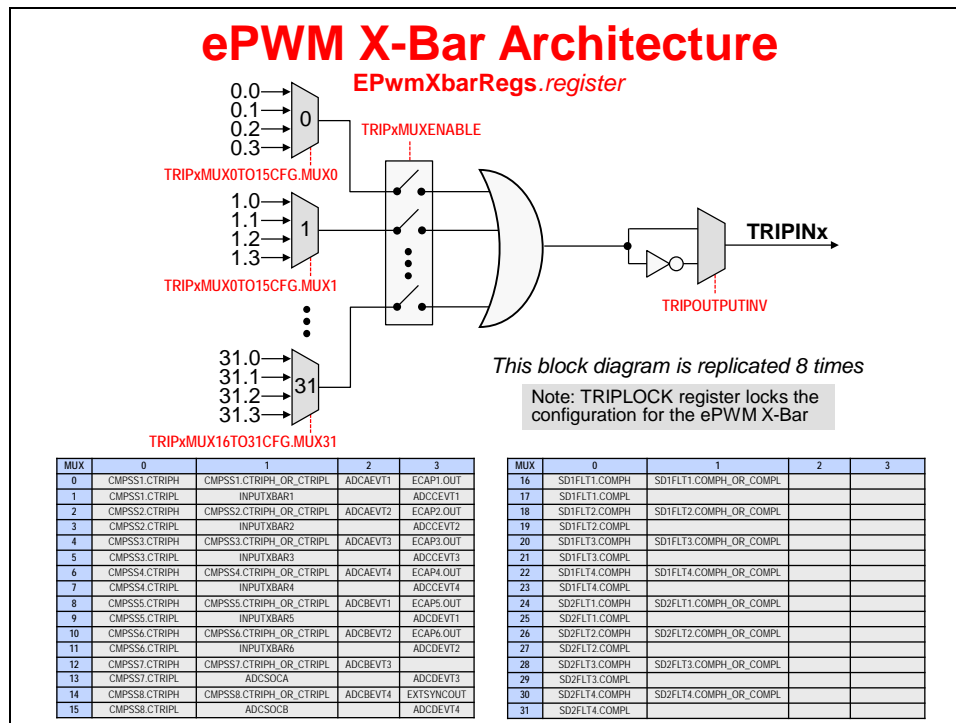 ePWM X-Bar Architecture
EPwmXbarRegs.register
0.0
0.1
0.2
0.3
0
TRIPxMUX0TO15CFG.MUX0
TRIPxMUXENABLE
1.0
1.1
1.2
1.3
1
TRIPxMUX0TO15CFG.MUX1
TRIPINx
TRIPOUTPUTINV
31.0
31.1
31.2
31.3
31
TRIPxMUX16TO31CFG.MUX31
This block diagram is replicated 8 times
Note: TRIPLOCK register locks the
configuration for the ePWM X-Bar
MUX 0 1 2 3
0 CMPSS1.CTRIPH CMPSS1.CTRIPH_OR_CTRIPL ADCAEVT1 ECAP1.OUT
1 CMPSS1.CTRIPL INPUTXBAR1 ADCCEVT1
2 CMPSS2.CTRIPH CMPSS2.CTRIPH_OR_CTRIPL ADCAEVT2 ECAP2.OUT
3 CMPSS2.CTRIPL INPUTXBAR2 ADCCEVT2
4 CMPSS3.CTRIPH CMPSS3.CTRIPH_OR_CTRIPL ADCAEVT3 ECAP3.OUT
5 CMPSS3.CTRIPL INPUTXBAR3 ADCCEVT3
6 CMPSS4.CTRIPH CMPSS4.CTRIPH_OR_CTRIPL ADCAEVT4 ECAP4.OUT
7 CMPSS4.CTRIPL INPUTXBAR4 ADCCEVT4
8 CMPSS5.CTRIPH CMPSS5.CTRIPH_OR_CTRIPL ADCBEVT1 ECAP5.OUT
9 CMPSS5.CTRIPL INPUTXBAR5 ADCDEVT1
10 CMPSS6.CTRIPH CMPSS6.CTRIPH_OR_CTRIPL ADCBEVT2 ECAP6.OUT
11 CMPSS6.CTRIPL INPUTXBAR6 ADCDEVT2
12 CMPSS7.CTRIPH CMPSS7.CTRIPH_OR_CTRIPL ADCBEVT3
13 CMPSS7.CTRIPL ADCSOCA ADCDEVT3
14 CMPSS8.CTRIPH CMPSS8.CTRIPH_OR_CTRIPL ADCBEVT4 EXTSYNCOUT
15 CMPSS8.CTRIPL ADCSOCB ADCDEVT4
MUX 0 1 2 3
16 SD1FLT1.COMPH SD1FLT1.COMPH_OR_COMPL
17 SD1FLT1.COMPL
18 SD1FLT2.COMPH SD1FLT2.COMPH_OR_COMPL
19 SD1FLT2.COMPL
20 SD1FLT3.COMPH SD1FLT3.COMPH_OR_COMPL
21 SD1FLT3.COMPL
22 SD1FLT4.COMPH SD1FLT4.COMPH_OR_COMPL
23 SD1FLT4.COMPL
24 SD2FLT1.COMPH SD2FLT1.COMPH_OR_COMPL
25 SD2FLT1.COMPL
26 SD2FLT2.COMPH SD2FLT2.COMPH_OR_COMPL
27 SD2FLT2.COMPL
28 SD2FLT3.COMPH SD2FLT3.COMPH_OR_COMPL
29 SD2FLT3.COMPL
30 SD2FLT4.COMPH SD2FLT4.COMPH_OR_COMPL
31 SD2FLT4.COMPL